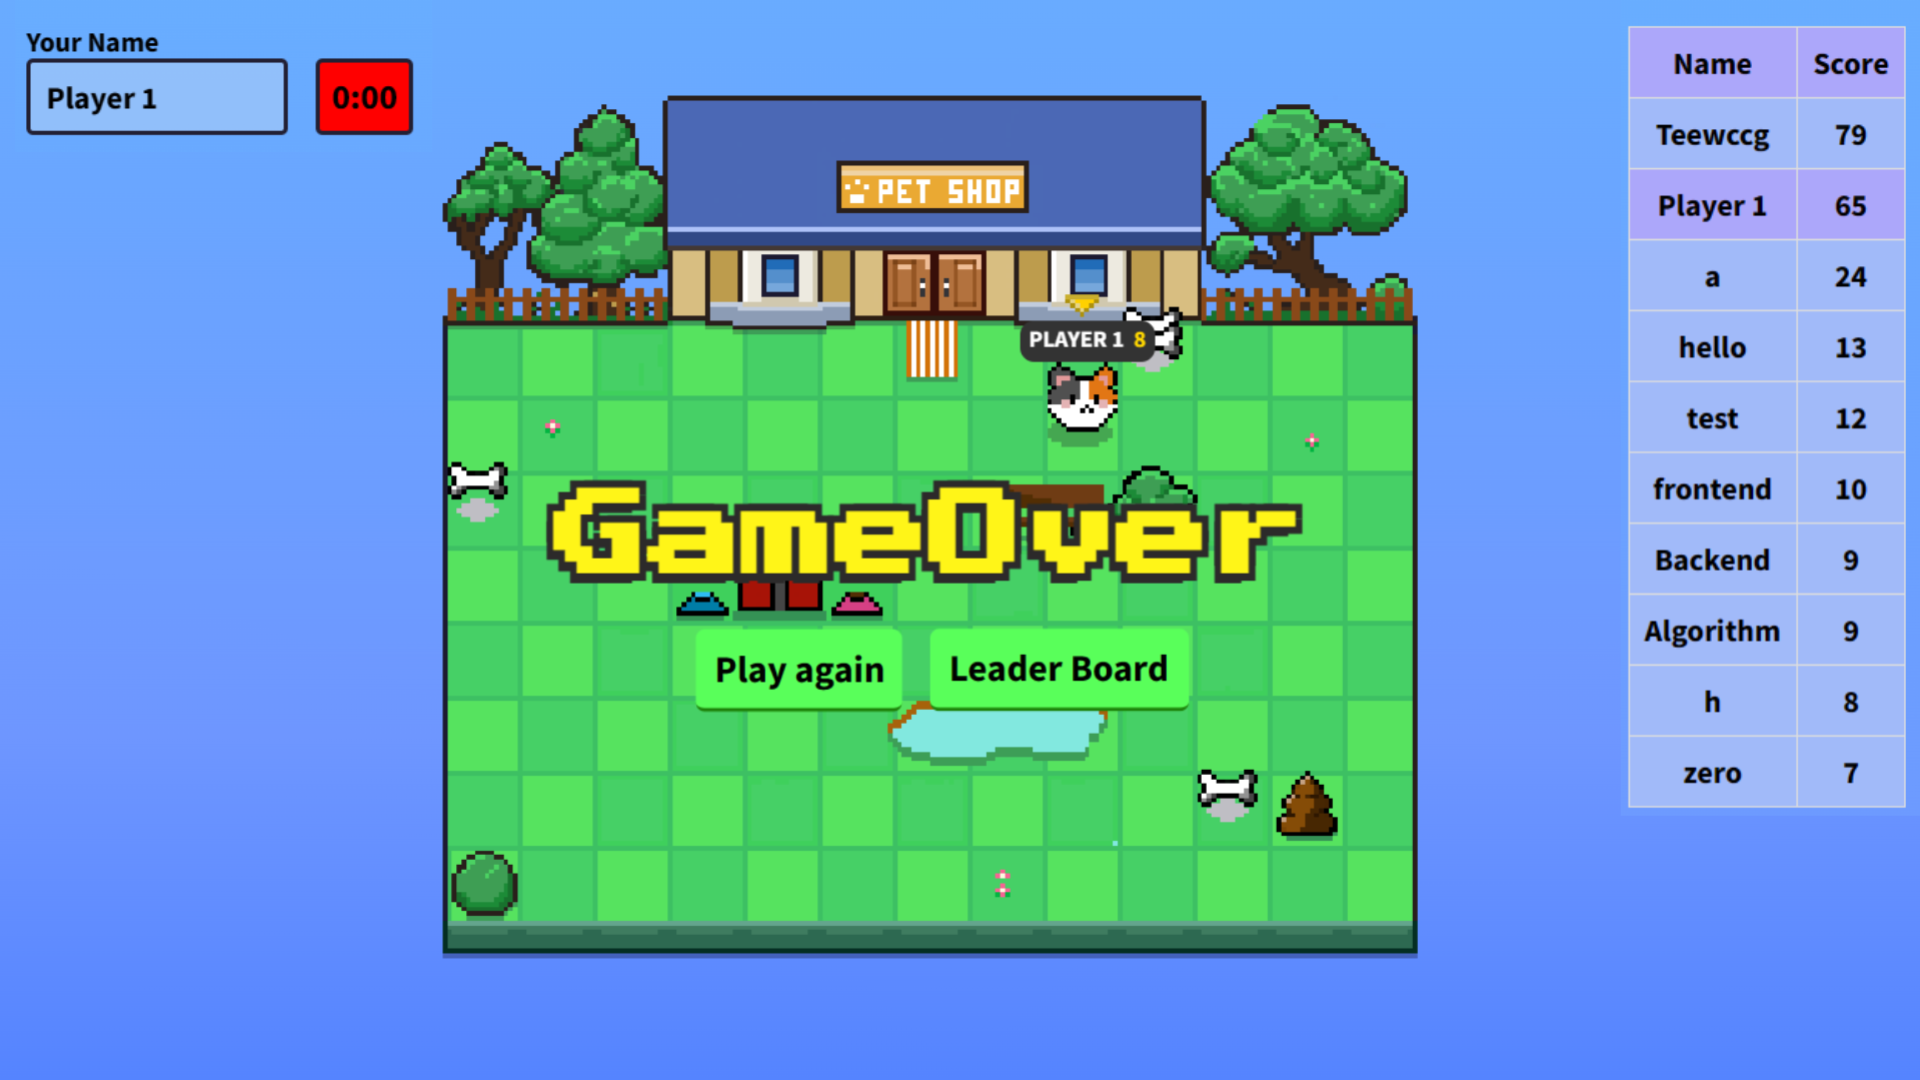 Your Name
Player 1
0:00
PET SHOP
PLAYER 1 8
GameOver
Play again
Leader Board
Name Score
Teewccg 79
Player 1 65
a 24
hello 13
test 12
frontend 10
Backend 9
Algorithm 9
h 8
zero 7